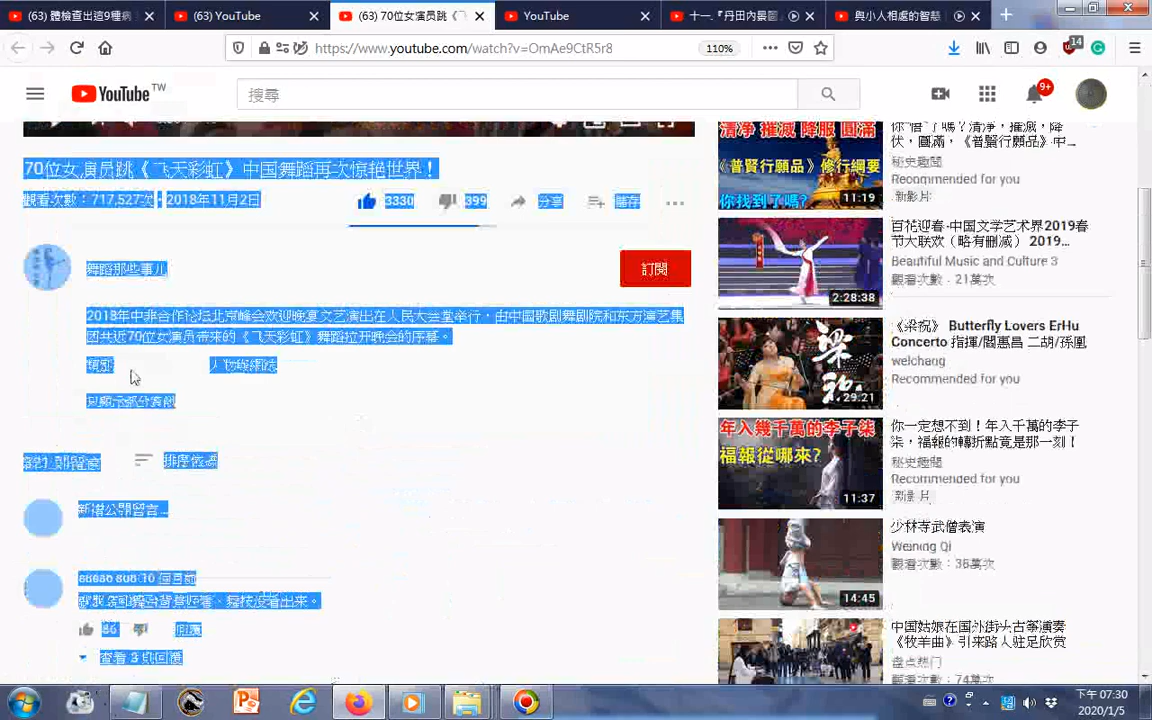 (63) 體檢查出這9種病
(63) YouTube
(63) 70位女演员跳《飞
YouTube
十一.『丹田內景圖』
與小人相處的智慧
https://www.youtube.com/watch?v=OmAe9CtR5r8
110%
14
YouTube TW
搜尋
9+
70位女演员跳《飞天彩虹》中国舞蹈再次惊艳世界！
觀看次數：717,527次 • 2018年11月2日
3330
399
分享
儲存
舞蹈那些事儿
訂閱
2018年中非合作论坛北京峰会欢迎晚宴文艺演出在人民大会堂举行，由中国歌剧舞剧院和东方演艺集
团共近70位女演员带来的《飞天彩虹》舞蹈拉开晚会的序幕。
類別
人物與網誌
只顯示部分資訊
排序依據
新增公開留言...
10 個月前
86
回覆
查看 3 則回覆
清淨 摧滅 降服 圓滿
《普賢行願品》修行綱要
你找到了嗎?
11:19
你"悟"了嗎？清淨，摧滅，降
伏，圓滿，《普賢行願品》中...
秘史趣聞
Recommended for you
新影片
2:28:38
百花迎春-中国文学艺术界2019春
节大联欢（略有删减） 2019...
Beautiful Music and Culture 3
觀看次數：21萬次
梁祝
29:21
《梁祝》 Butterfly Lovers ErHu
Concerto 指揮/閻惠昌 二胡/孫凰
welchang
Recommended for you
年入幾千萬的李子柒
福報從哪來？
11:37
你一定想不到！年入千萬的李子
柒，福報的轉折點竟是那一刻！
秘史趣聞
Recommended for you
新影片
14:45
少林寺武僧表演
Weining Qi
觀看次數：36萬次
中国姑娘在国外街头古筝演奏
《牧羊曲》引来路人驻足欣赏
盘点热门
觀看次數：74萬次
下午 07:30
2020/1/5